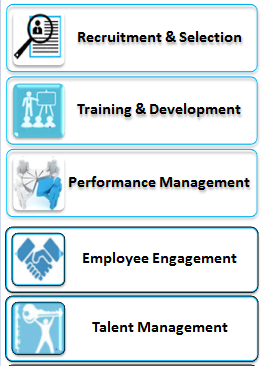 Recruitment & Selection
Training & Development
Performance Management
Employee Engagement
Talent Management